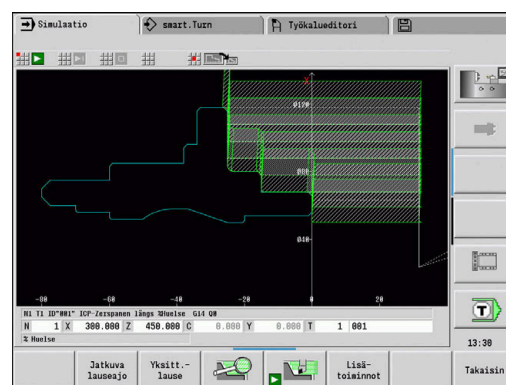 Simulaatio
smart.Turn
Työkalueditori
X
Ø120
Ø80
Ø40
-80
-60
-40
-20
0
20
N1 T1 ID"001" ICP-Zerspanen längs %Huelse G14 Q0
N 1 X 300.000 Z 450.000 C 0.000 Y 0.000 T 1 001
% Huelse
T
13:30
Jatkuva lauseajo
Yksitt.- lause
Lisä- toiminnot
Takaisin